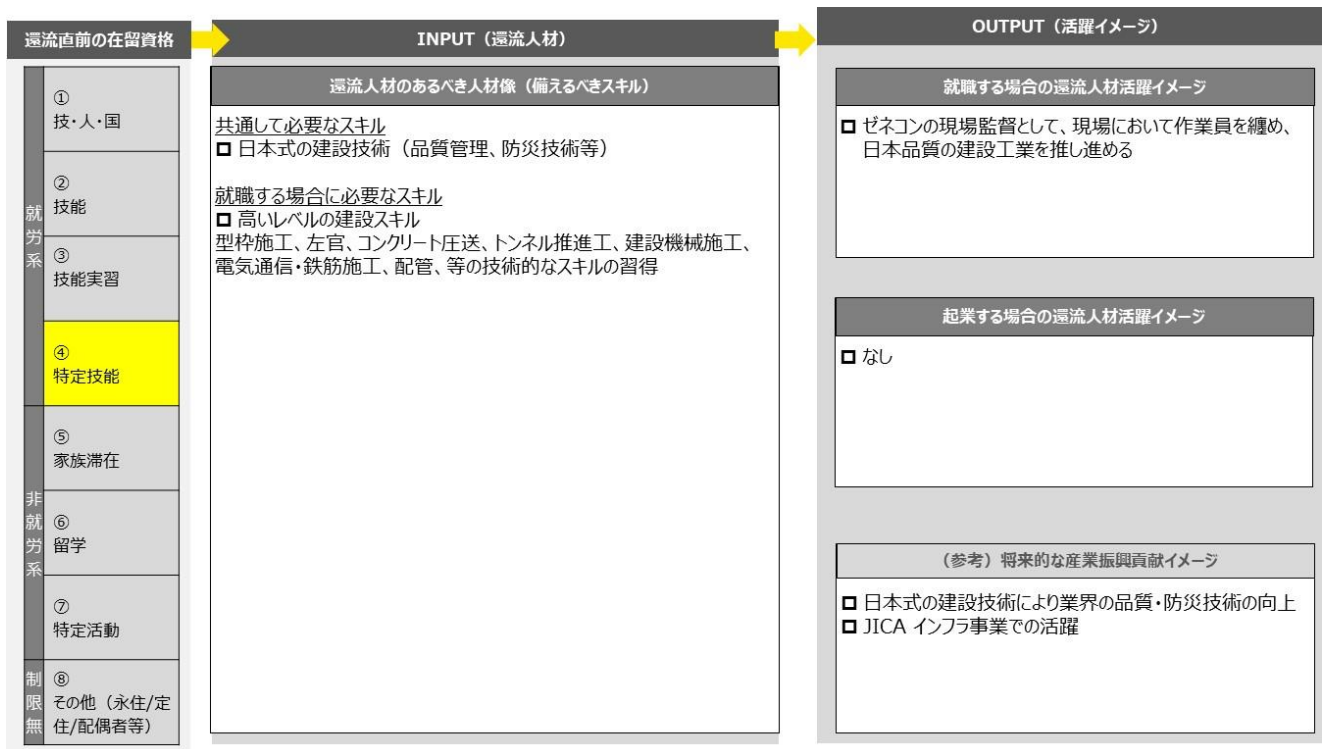 還流直前の在留資格
INPUT（還流人材）
OUTPUT（活躍イメージ）
就労系
①
技・人・国
②
技能
③
技能実習
④
特定技能
非就労系
⑤
家族滞在
⑥
留学
⑦
特定活動
制限無
⑧
その他（永住/定
住/配偶者等）
還流人材のあるべき人材像（備えるべきスキル）
共通して必要なスキル
日本式の建設技術（品質管理、防災技術等）
就職する場合に必要なスキル
高いレベルの建設スキル
型枠施工、左官、コンクリート圧送、トンネル推進工、建設機械施工、
電気通信・鉄筋施工、配管、等の技術的なスキルの習得
就職する場合の還流人材活躍イメージ
ゼネコンの現場監督として、現場において作業員を纏め、
日本品質の建設工業を推し進める
起業する場合の還流人材活躍イメージ
なし
（参考）将来的な産業振興貢献イメージ
日本式の建設技術により業界の品質・防災技術の向上
JICA インフラ事業での活躍